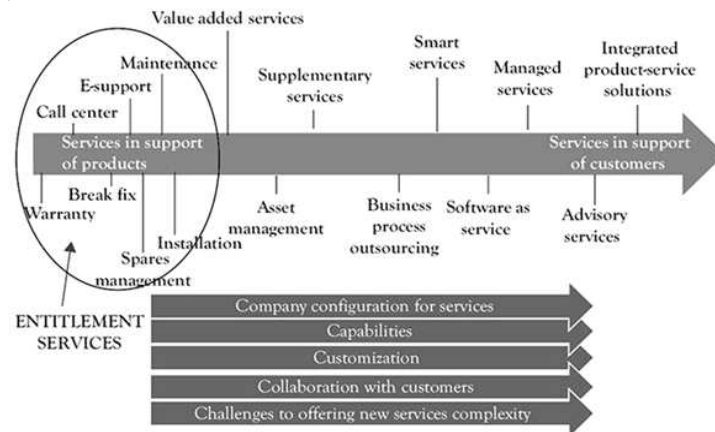 Value added services
Maintenance
E-support
Call center
Supplementary
services
Smart
services
Managed
services
Integrated
product-service
solutions
Services in support
of products
Services in support
of customers
Warranty
Break fix
Spares
management
Installation
Asset
management
Business
process
outsourcing
Software as
service
Advisory
services
ENTITLEMENT
SERVICES
Company configuration for services
Capabilities
Customization
Collaboration with customers
Challenges to offering new services complexity